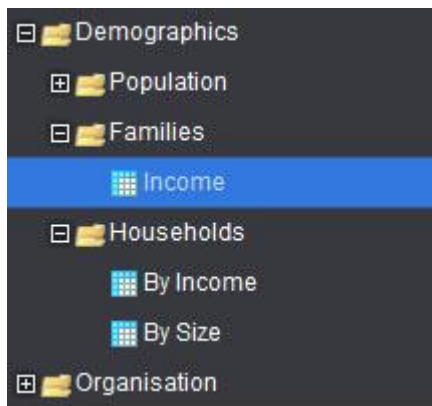 Demographics
Population
Families
Income
Households
By Income
By Size
Organisation